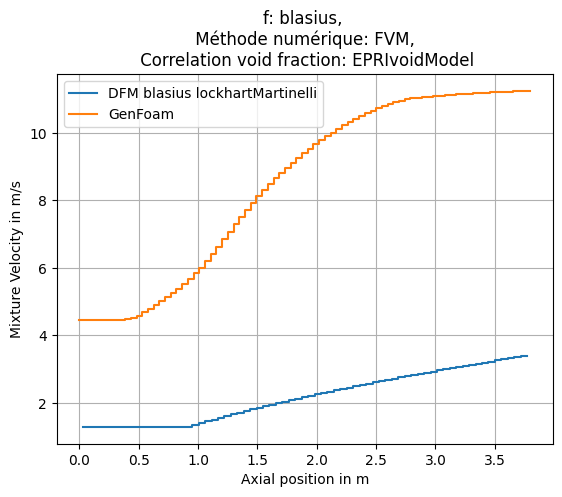 f: blasius,
Méthode numérique: FVM,
Correlation void fraction: EPRIvoidModel
DFM blasius lockhartMartinelli
GenFoam
10
8
6
4
2
Mixture Velocity in m/s
0.0 0.5 1.0 1.5 2.0 2.5 3.0 3.5
Axial position in m